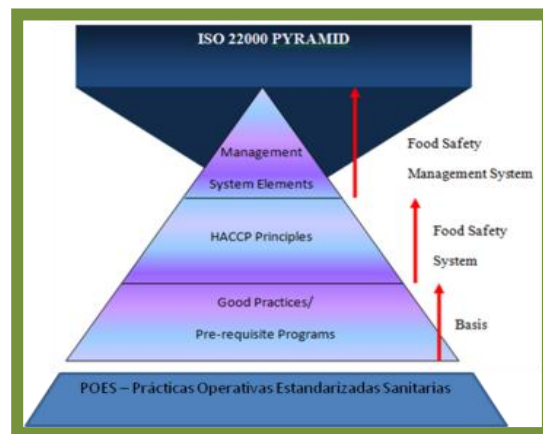 ISO 22000 PYRAMID
Management
System Elements
Food Safety
Management System
HACCP Principles
Food Safety
System
Good Practices/
Pre-requisite Programs
Basis
POES – Prácticas Operativas Estandarizadas Sanitarias